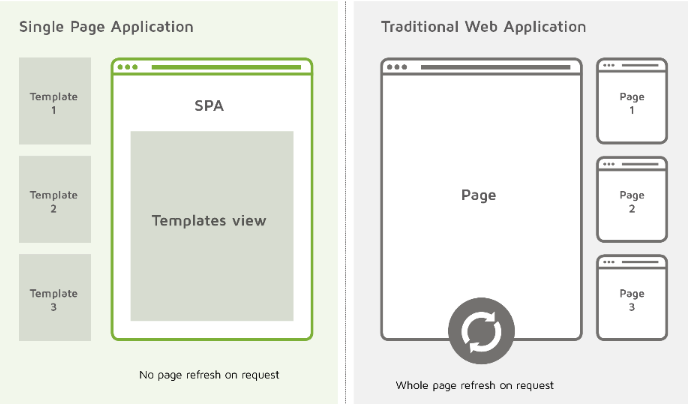 Single Page Application
Template
1
Template
2
Template
3
SPA
Templates view
No page refresh on request
Traditional Web Application
Page
Page
1
Page
2
Page
3
Whole page refresh on request